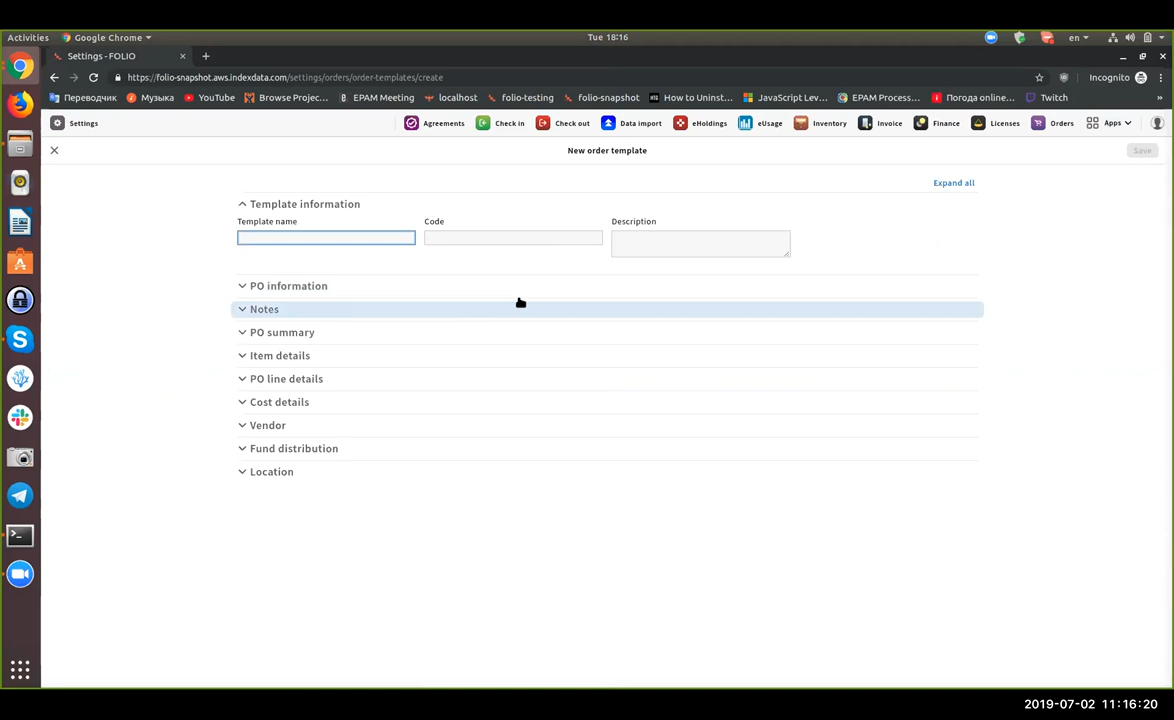 Activities Google Chrome Tue 18:16 en
Settings - FOLIO
https://folio-snapshot.aws.indexdata.com/settings/orders/order-templates/create Incognito
Переводчик Музыка YouTube Browse Projec... EPAM Meeting localhost folio-testing folio-snapshot How to Uninst... JavaScript Lev... EPAM Process... Погода online... Twitch »
Settings Agreements Check in Check out Data import eHoldings eUsage Inventory Invoice Finance Licenses Orders Apps
New order template Save
Expand all
Template information
Template name Code Description
PO information
Notes
PO summary
Item details
PO line details
Cost details
Vendor
Fund distribution
Location
2019-07-02 11:16:20